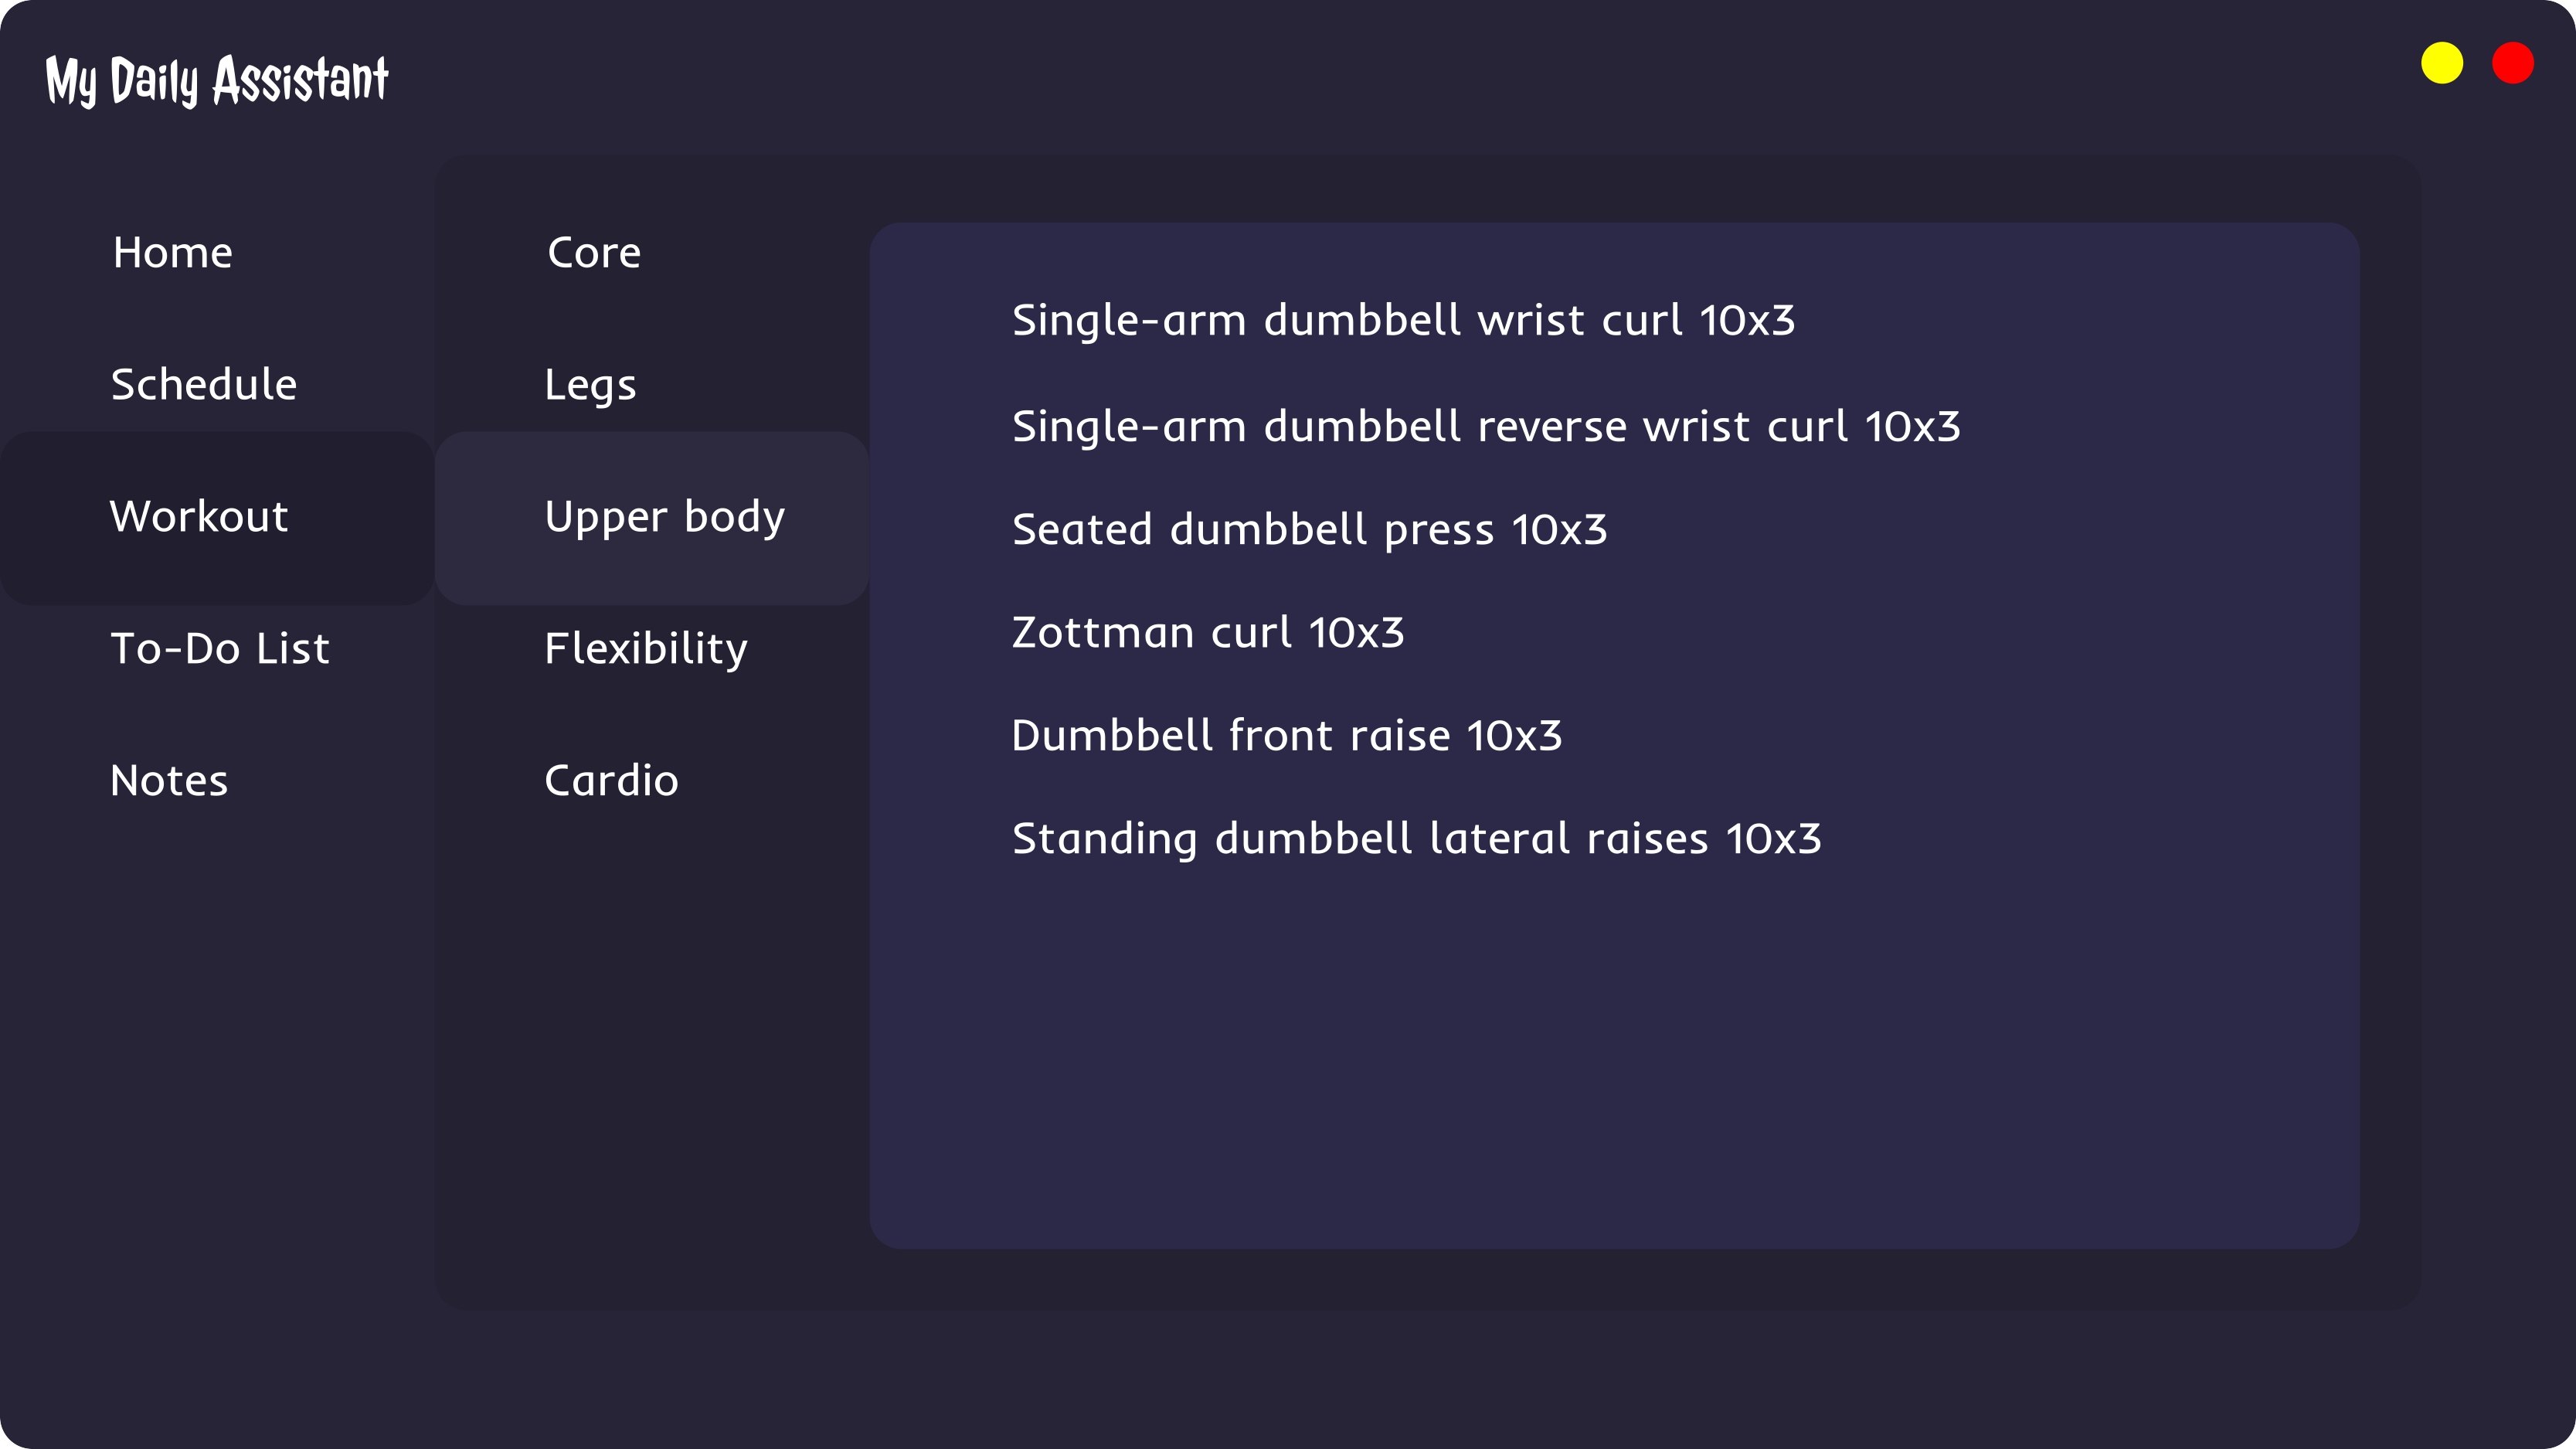 My Daily Assistant
Home
Schedule
Workout
To-Do List
Notes
Core
Legs
Upper body
Flexibility
Cardio
Single-arm dumbbell wrist curl 10x3
Single-arm dumbbell reverse wrist curl 10x3
Seated dumbbell press 10x3
Zottman curl 10x3
Dumbbell front raise 10x3
Standing dumbbell lateral raises 10x3